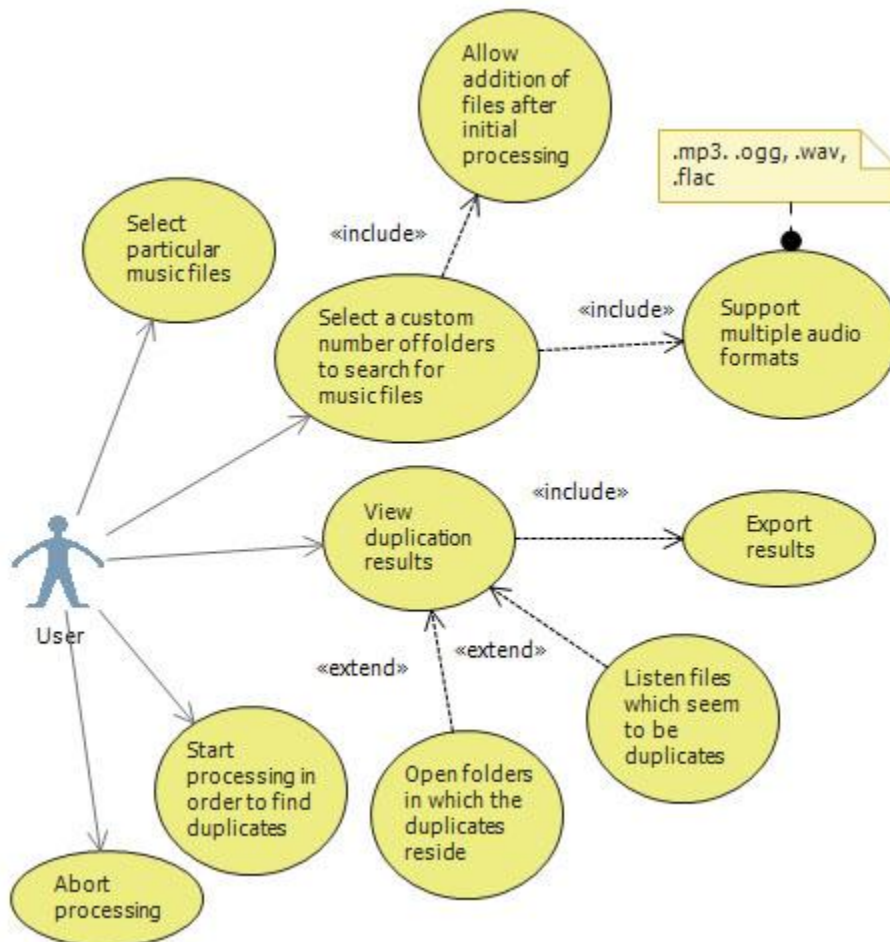 Allow
addition of
files after
initial
processing
.mp3. .ogg, .wav,
.flac
Select
particular
music files
«include»
Select a custom
number of folders
to search for
music files
«include»
Support
multiple audio
formats
View
duplication
results
«include»
Export
results
User
«extend»
«extend»
Listen files
which seem
to be
duplicates
Start
processing in
order to find
duplicates
Open folders
in which the
duplicates
reside
Abort
processing